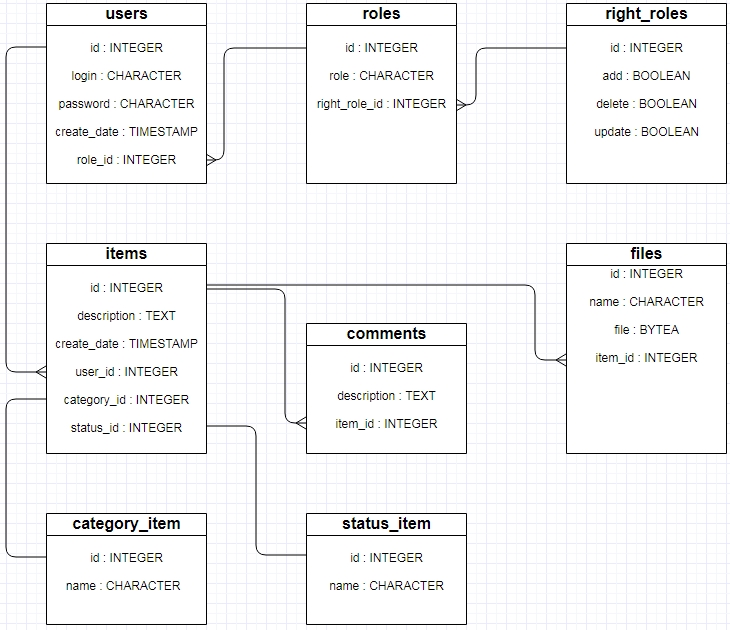 users
id : INTEGER
login : CHARACTER
password : CHARACTER
create_date : TIMESTAMP
role_id : INTEGER
roles
id : INTEGER
role : CHARACTER
right_role_id : INTEGER
right_roles
id : INTEGER
add : BOOLEAN
delete : BOOLEAN
update : BOOLEAN
items
id : INTEGER
description : TEXT
create_date : TIMESTAMP
user_id : INTEGER
category_id : INTEGER
status_id : INTEGER
comments
id : INTEGER
description : TEXT
item_id : INTEGER
files
id : INTEGER
name : CHARACTER
file : BYTEA
item_id : INTEGER
category_item
id : INTEGER
name : CHARACTER
status_item
id : INTEGER
name : CHARACTER